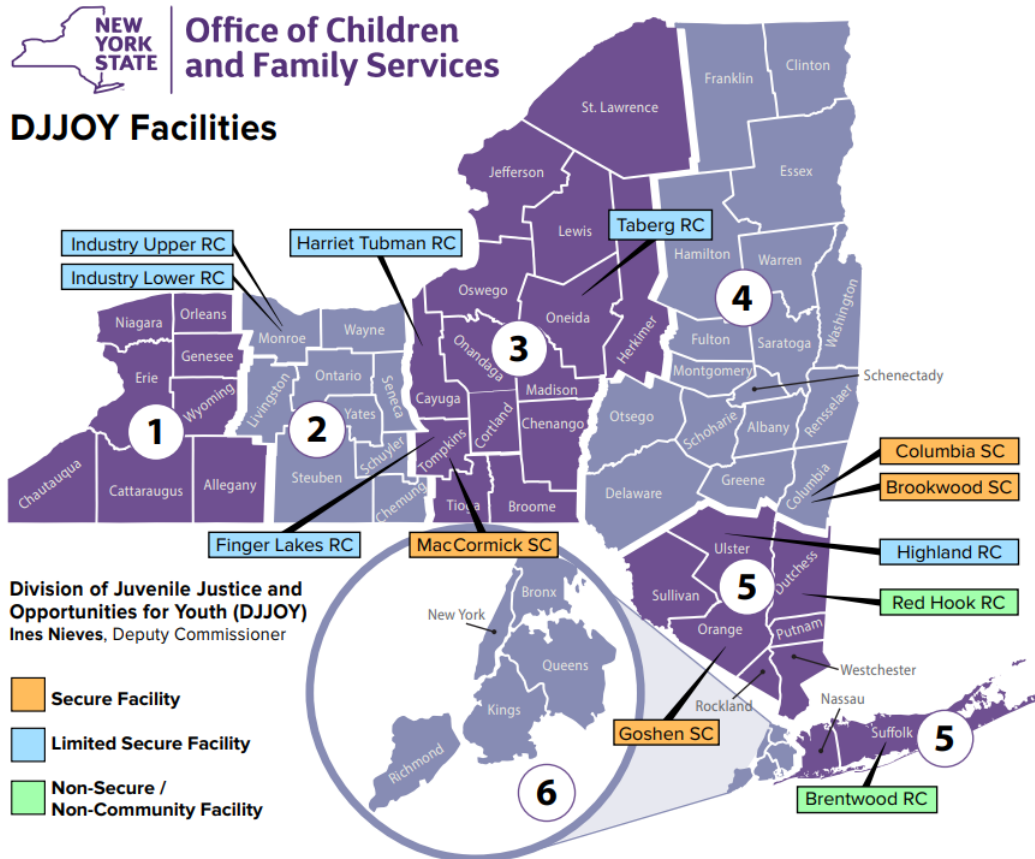 NEW
YORK
STATE
Office of Children
and Family Services
DJJOY Facilities
Franklin
Clinton
St. Lawrence
Essex
Jefferson
Lewis
Industry Upper RC
Harriet Tubman RC
Taberg RC
Industry Lower RC
Hamilton
Warren
Washington
4
Oswego
Oneida
Herkimer
Niagara
Orleans
Monroe
Wayne
Fulton
Saratoga
Genesee
Onandaga
3
Montgomery
Schenectady
Erie
Wyoming
Livingston
Ontario
Seneca
Cayuga
Madison
1
2
Yates
Cortland
Chenango
Otsego
Schoharie
Albany
Rensselaer
Schuyler
Tompkins
Columbia SC
Chautauqua
Cattaraugus
Allegany
Steuben
Chemung
Tioga
Broome
Delaware
Greene
Columbia
Brookwood SC
Finger Lakes RC
MacCormick SC
Ulster
Highland RC
Division of Juvenile Justice and
Opportunities for Youth (DJJOY)
Ines Nieves, Deputy Commissioner
Bronx
New York
Sullivan
5
Dutchess
Red Hook RC
Orange
Putnam
Queens
Westchester
Secure Facility
Kings
Rockland
Nassau
Limited Secure Facility
Goshen SC
Suffolk
5
Richmond
Non-Secure /
Non-Community Facility
6
Brentwood RC